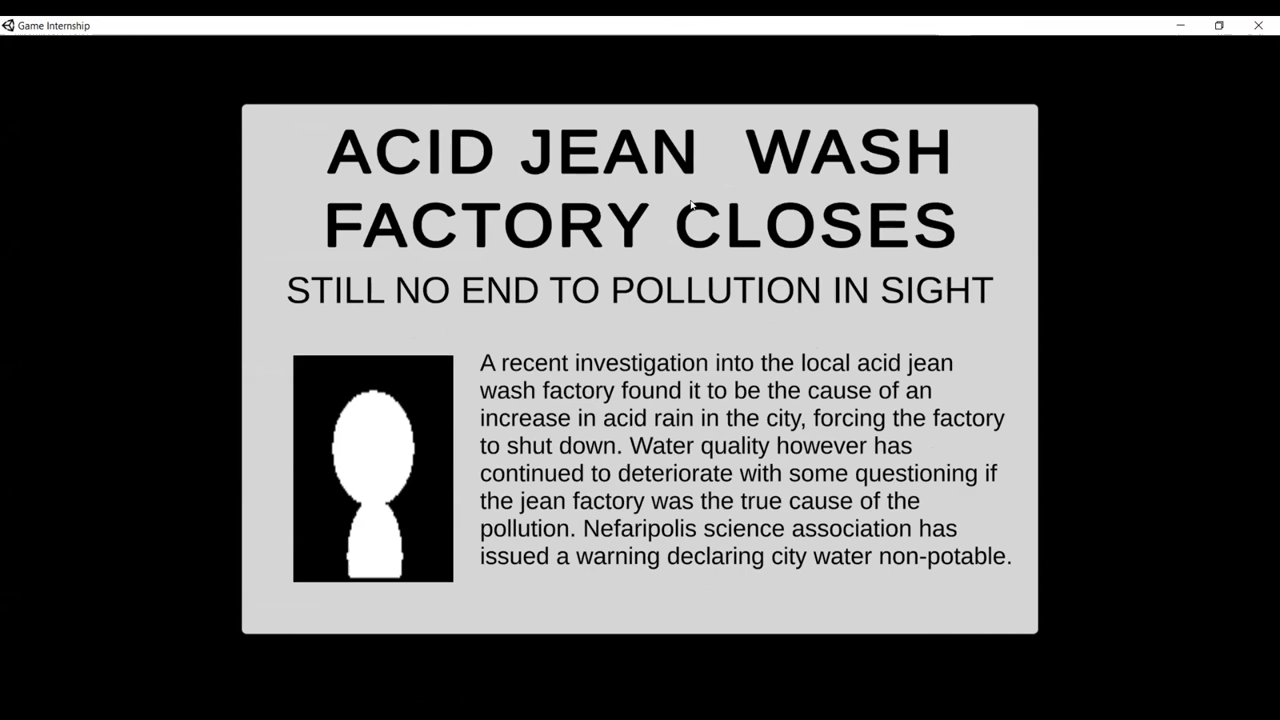 Game Internship
ACID JEAN WASH
FACTORY CLOSES
STILL NO END TO POLLUTION IN SIGHT
A recent investigation into the local acid jean
wash factory found it to be the cause of an
increase in acid rain in the city, forcing the factory
to shut down. Water quality however has
continued to deteriorate with some questioning if
the jean factory was the true cause of the
pollution. Nefaripolis science association has
issued a warning declaring city water non-potable.